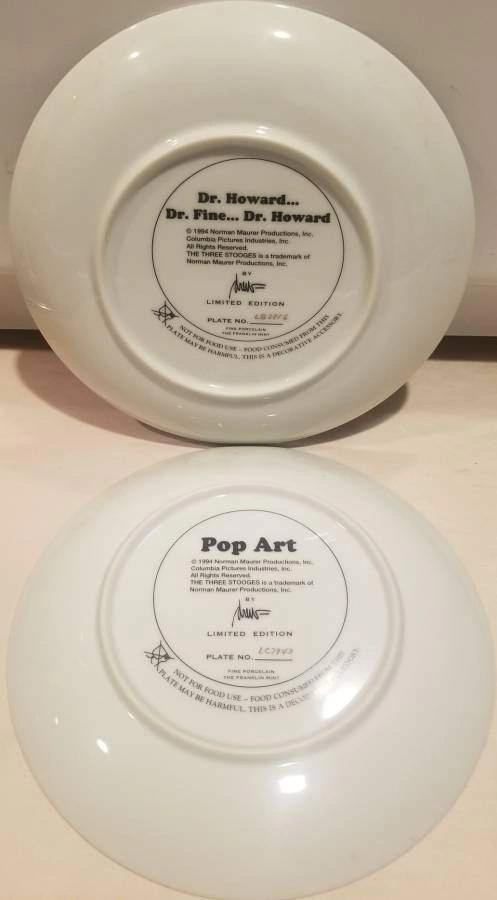 Dr. Howard...
Dr. Fine... Dr. Howard
© 1994 Norman Maurer Productions, Inc.
Columbia Pictures Industries, Inc.
All Rights Reserved.
THE THREE STOOGES is a trademark of
Norman Maurer Productions, Inc.
BY
LIMITED EDITION
PLATE NO.
FINE PORCELAIN
THE FRANKLIN MINT
NOT FOR FOOD USE – FOOD CONSUMED FROM THIS
PLATE MAY BE HARMFUL. THIS IS A DECORATIVE ACCESSORY.
Pop Art
© 1994 Norman Maurer Productions, Inc.
Columbia Pictures Industries, Inc.
All Rights Reserved.
THE THREE STOOGES is a trademark of
Norman Maurer Productions, Inc.
BY
LIMITED EDITION
PLATE NO.
FINE PORCELAIN
THE FRANKLIN MINT
NOT FOR FOOD USE – FOOD CONSUMED FROM THIS
PLATE MAY BE HARMFUL. THIS IS A DECORATIVE ACCESSORY.